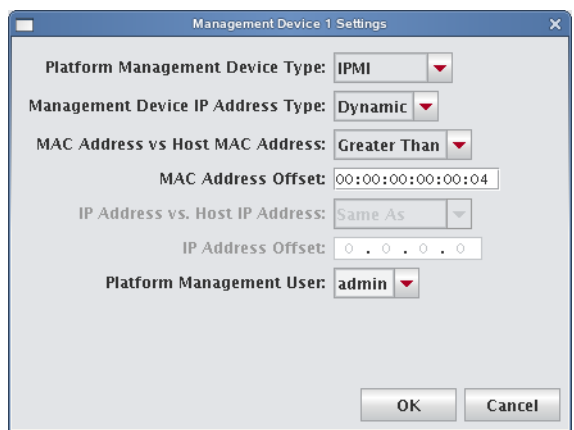 Management Device 1 Settings
Platform Management Device Type: IPMI
Management Device IP Address Type: Dynamic
MAC Address vs Host MAC Address: Greater Than
MAC Address Offset: 00:00:00:00:00:04
IP Address vs. Host IP Address: Same As
IP Address Offset: 0 . 0 . 0 . 0
Platform Management User: admin
OK Cancel